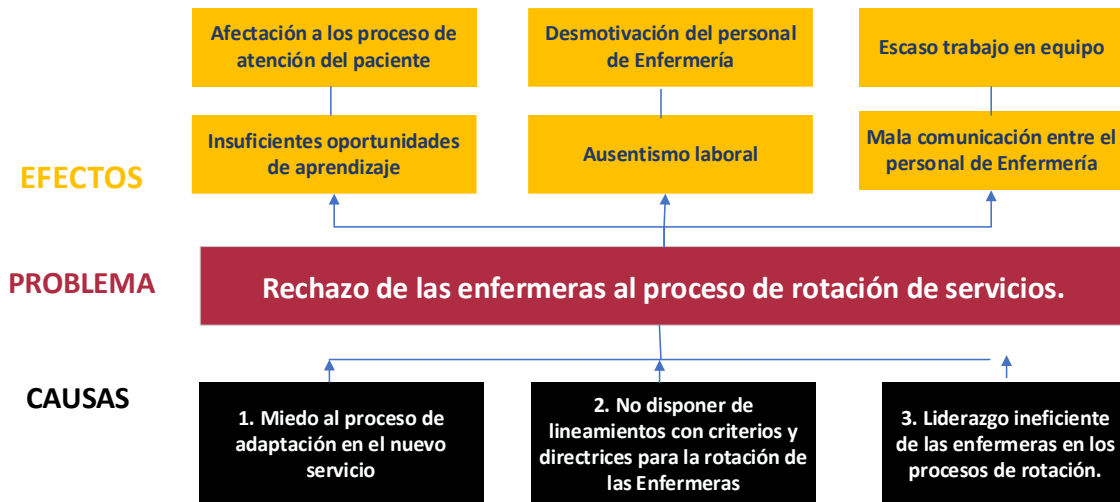 Afectación a los proceso de
atención del paciente
Desmotivación del personal
de Enfermería
Escaso trabajo en equipo
EFECTOS
Insuficientes oportunidades
de aprendizaje
Ausentismo laboral
Mala comunicación entre el
personal de Enfermería
PROBLEMA
Rechazo de las enfermeras al proceso de rotación de servicios.
CAUSAS
1. Miedo al proceso de
adaptación en el nuevo
servicio
2. No disponer de
lineamientos con criterios y
directrices para la rotación de
las Enfermeras
3. Liderazgo ineficiente
de las enfermeras en los
procesos de rotación.